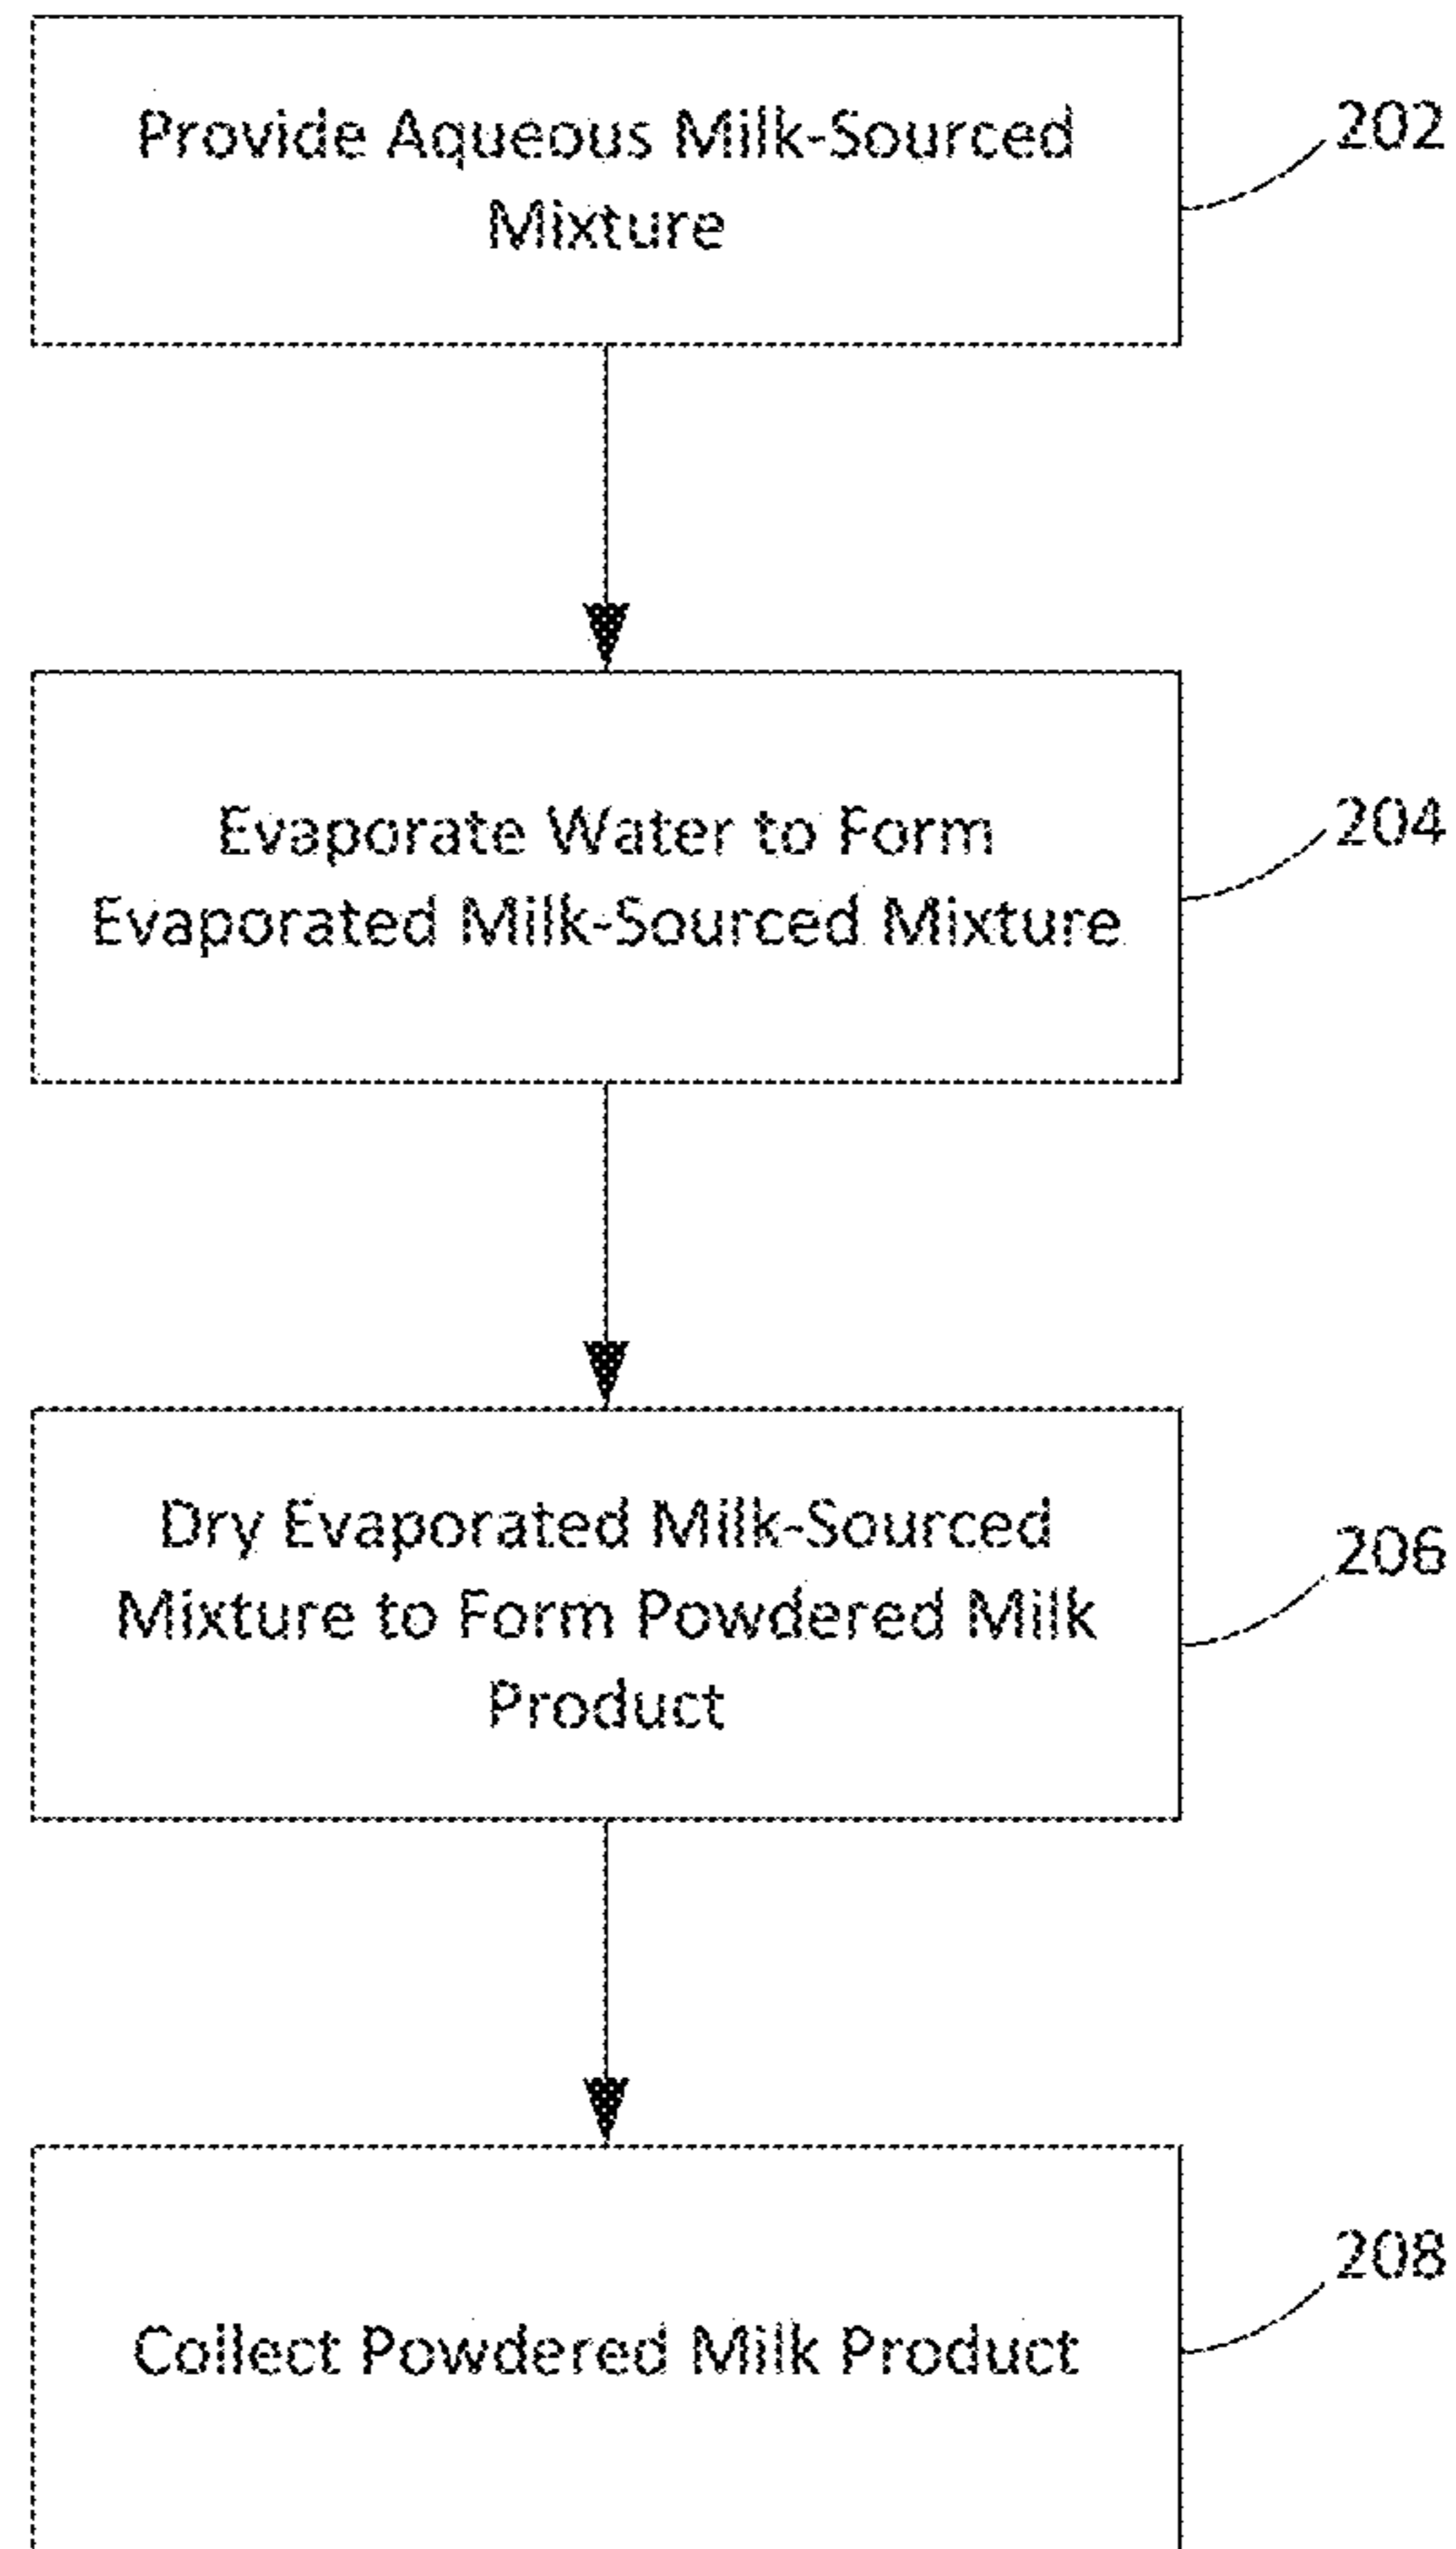 Provide Aqueous Milk-Sourced
Mixture
202
Evaporate Water to Form
Evaporated Milk-Sourced Mixture
204
Dry Evaporated Milk-Sourced
Mixture to Form Powdered Milk
Product
206
Collect Powdered Milk Product
208